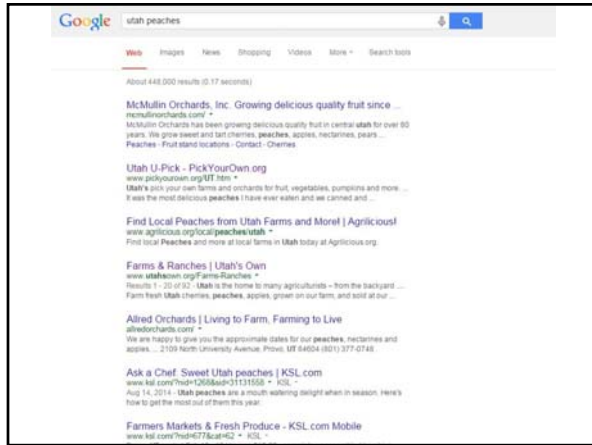 Google
utah peaches
Web Images News Shopping Videos More Search tools
About 448,000 results (0.17 seconds)
McMullin Orchards, Inc. Growing delicious quality fruit since ...
mcmullinorchards.com/
McMullin Orchards has been growing delicious quality fruit in central utah for over 80
years. We grow sweet and tart cherries, peaches, apples, nectarines, pears ...
Peaches - Fruit stand locations - Contact - Cherries
Utah U-Pick - PickYourOwn.org
www.pickyourown.org/UT.htm
Utah's pick your own farms and orchards for fruit, vegetables, pumpkins and more. ...
It was the most delicious peaches I have ever eaten and we canned and ...
Find Local Peaches from Utah Farms and More! | Agrilicious!
www.agrilicious.org/local/peaches/utah
Find local Peaches and more at local farms in Utah today at Agrilicious.org.
Farms & Ranches | Utah's Own
www.utahsown.org/Farms-Ranches
Results 1 - 20 of 92 - Utah is the home to many agriculturists – from the backyard ...
Farm fresh Utah cherries, peaches, apples, grown on our farm, and sold at our ...
Allred Orchards | Living to Farm, Farming to Live
allredorchards.com/
We are happy to give you the approximate dates for our peaches, nectarines and
apples. ... 2109 North University Avenue, Provo, UT 84604 (801) 377-0748
Ask a Chef: Sweet Utah peaches | KSL.com
www.ksl.com/?nid=1268&sid=31131558 KSL
Aug 14, 2014 - Utah peaches are a mouth watering delight when in season. Here's
how to get the most out of them this year.
Farmers Markets & Fresh Produce - KSL.com Mobile
www.ksl.com/?nid=677&cat=62 KSL